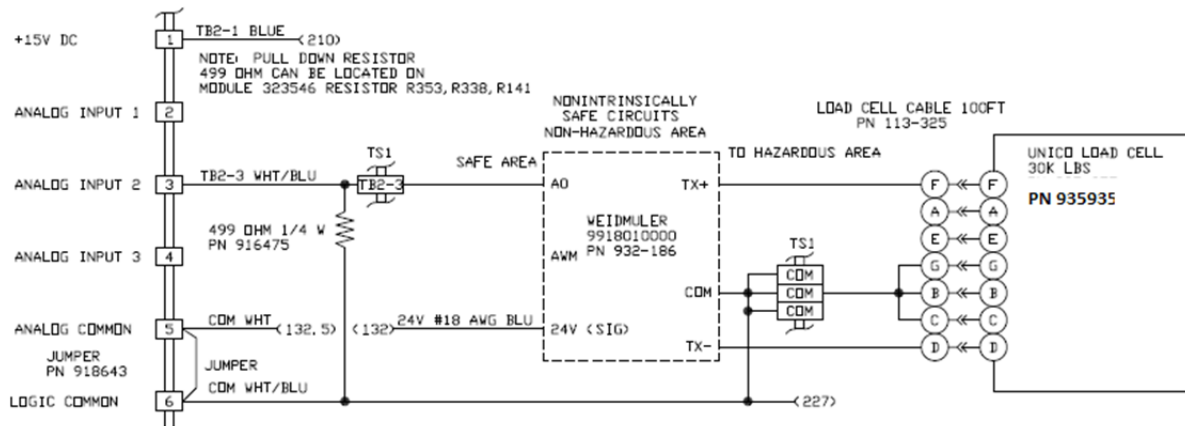 +15V DC
1
TB2-1 BLUE
(210)
NOTE: PULL DOWN RESISTOR
499 OHM CAN BE LOCATED ON
MODULE 323546 RESISTOR R353,R338,R141
ANALOG INPUT 1
2
NONINTRINSICALLY
SAFE CIRCUITS
NON-HAZARDOUS AREA
LOAD CELL CABLE 100FT
PN 113-325
ANALOG INPUT 2
3
TB2-3 WHT/BLU
TS1
TB2-3
SAFE AREA
AO
TX+
TO HAZARDOUS AREA
UNICO LOAD CELL
30K LBS
PN 935935
F
F
A
A
E
E
G
G
B
B
C
C
D
D
499 OHM 1/4 W
PN 916475
WEIDMULER
9918010000
PN 932-186
ANALOG INPUT 3
4
AWM
TS1
COM
COM
COM
COM
ANALOG COMMON
5
COM WHT
(132.5)
(132)
24V #18 AWG BLU
24V (SIG)
TX-
JUMPER
PN 918643
JUMPER
COM WHT/BLU
LOGIC COMMON
6
(227)